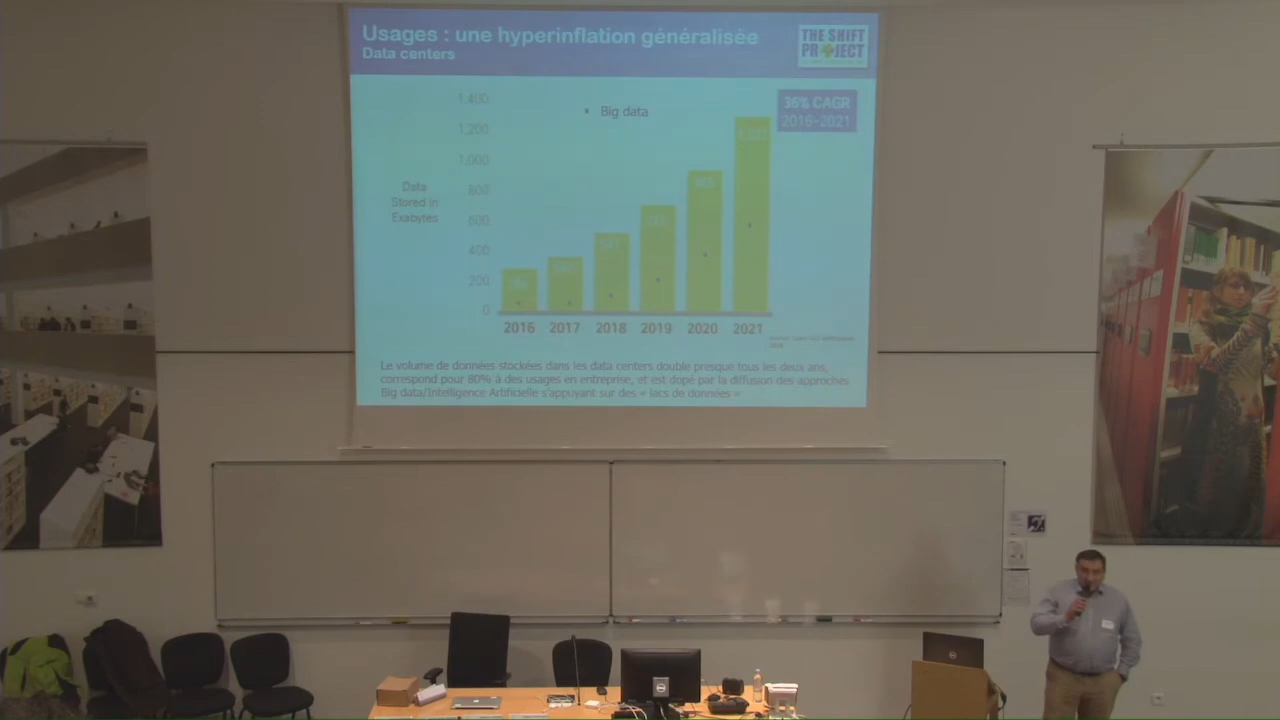 Usages : une hyperinflation généralisée
Data centers
THE SHIFT
PROJECT
36% CAGR
2016-2021
Big data
Data
Stored in
Exabytes
1,400
1,200
1,000
800
600
400
200
0
2016 2017 2018 2019 2020 2021
Le volume de données stockées dans les data centers double presque tous les deux ans,
correspond pour 80% à des usages en entreprise, et est dopé par la diffusion des approches
Big data/Intelligence Artificielle s'appuyant sur des « lacs de données »